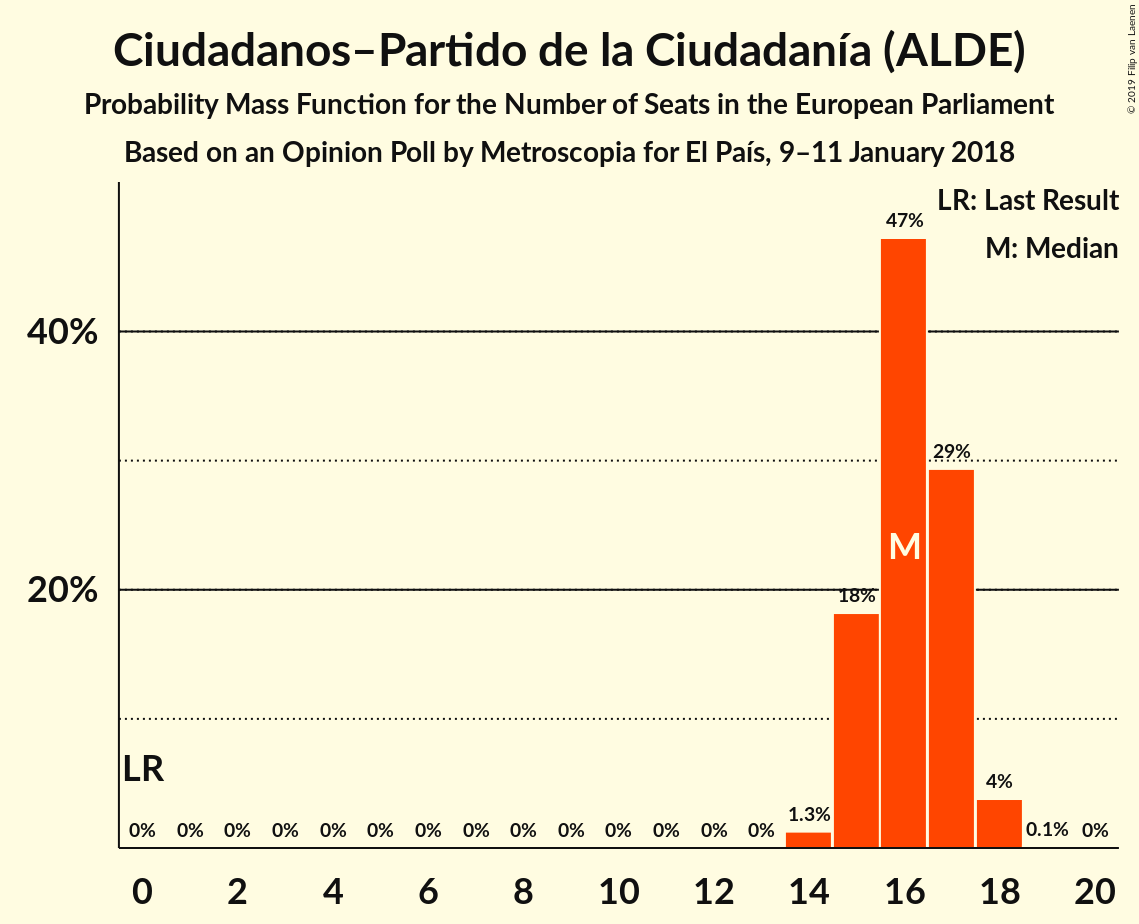 Ciudadanos–Partido de la Ciudadanía (ALDE)
Probability Mass Function for the Number of Seats in the European Parliament
Based on an Opinion Poll by Metroscopia for El País, 9–11 January 2018
© 2019 Filip van Laenen
LR: Last Result
M: Median
47%
40%
29%
M
20%
18%
LR
4%
1.3%
0% 0% 0% 0% 0% 0% 0% 0% 0% 0% 0% 0% 0% 0% 0.1% 0%
0 2 4 6 8 10 12 14 16 18 20